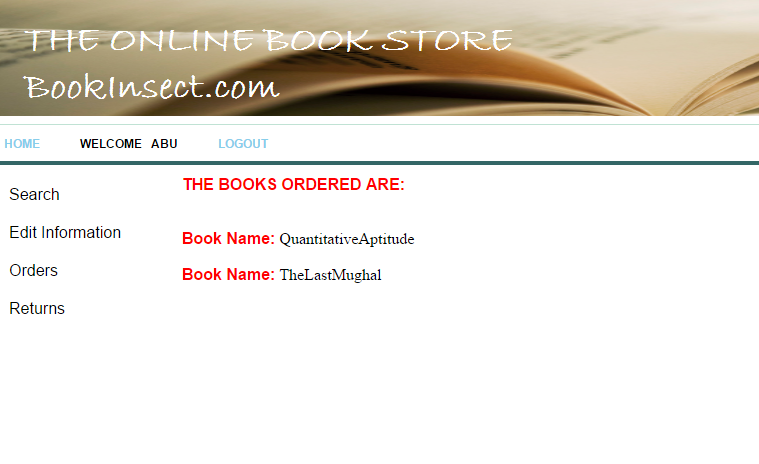 THE ONLINE BOOK STORE
BookInsect.com
HOME WELCOME ABU LOGOUT
Search
Edit Information
Orders
Returns
THE BOOKS ORDERED ARE:
Book Name: QuantitativeAptitude
Book Name: TheLastMughal